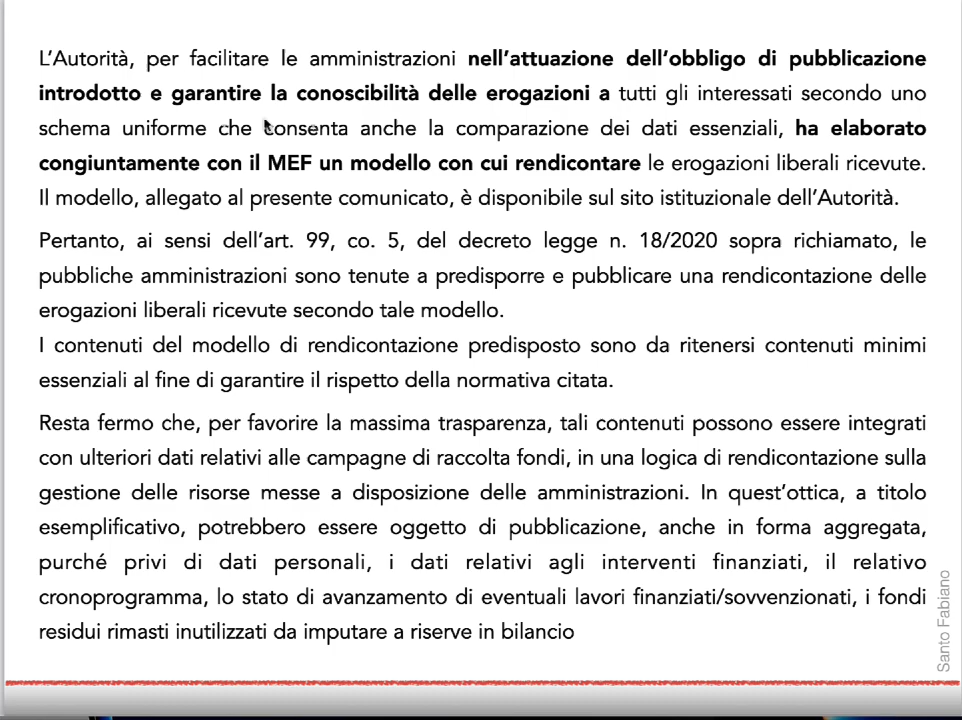 L'Autorità, per facilitare le amministrazioni nell'attuazione dell'obbligo di pubblicazione
introdotto e garantire la conoscibilità delle erogazioni a tutti gli interessati secondo uno
schema uniforme che consenta anche la comparazione dei dati essenziali, ha elaborato
congiuntamente con il MEF un modello con cui rendicontare le erogazioni liberali ricevute.
Il modello, allegato al presente comunicato, è disponibile sul sito istituzionale dell'Autorità.
Pertanto, ai sensi dell'art. 99, co. 5, del decreto legge n. 18/2020 sopra richiamato, le
pubbliche amministrazioni sono tenute a predisporre e pubblicare una rendicontazione delle
erogazioni liberali ricevute secondo tale modello.
I contenuti del modello di rendicontazione predisposto sono da ritenersi contenuti minimi
essenziali al fine di garantire il rispetto della normativa citata.
Resta fermo che, per favorire la massima trasparenza, tali contenuti possono essere integrati
con ulteriori dati relativi alle campagne di raccolta fondi, in una logica di rendicontazione sulla
gestione delle risorse messe a disposizione delle amministrazioni. In quest'ottica, a titolo
esemplificativo, potrebbero essere oggetto di pubblicazione, anche in forma aggregata,
purché privi di dati personali, i dati relativi agli interventi finanziati, il relativo
cronoprogramma, lo stato di avanzamento di eventuali lavori finanziati/sovvenzionati, i fondi
residui rimasti inutilizzati da imputare a riserve in bilancio
Santo Fabiano